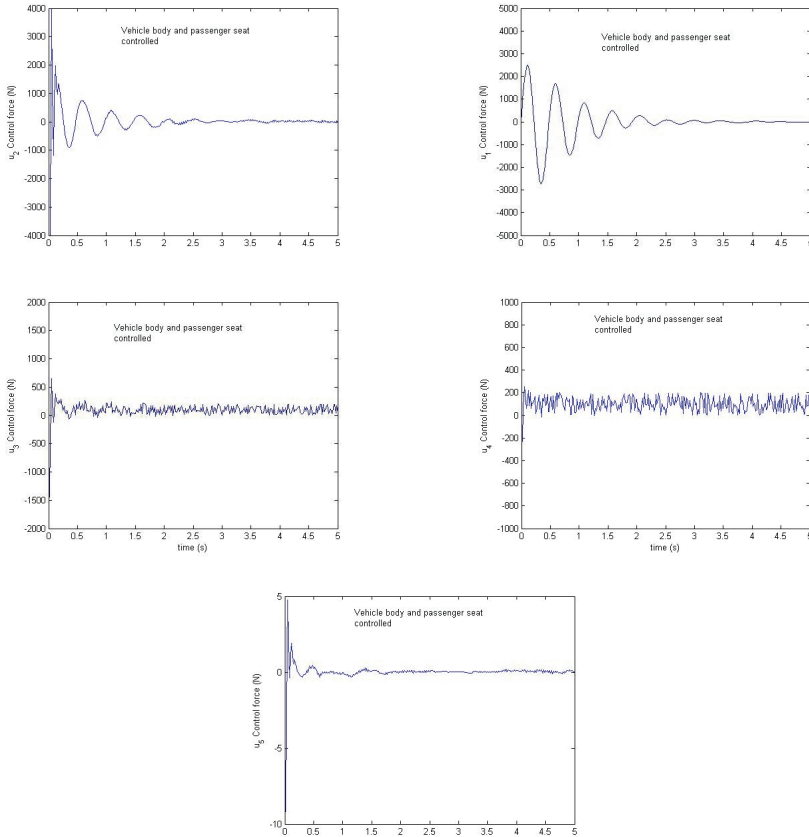 Vehicle body and passenger seat
controlled
4000
3000
2000
1000
0
-1000
-2000
-3000
-4000
u2 Control force (N)
0 0.5 1 1.5 2 2.5 3 3.5 4 4.5 5
Vehicle body and passenger seat
controlled
5000
4000
3000
2000
1000
0
-1000
-2000
-3000
-4000
-5000
u1 Control force (N)
0 0.5 1 1.5 2 2.5 3 3.5 4 4.5 5
Vehicle body and passenger seat
controlled
2000
1500
1000
500
0
-500
-1000
-1500
-2000
u3 Control force (N)
0 0.5 1 1.5 2 2.5 3 3.5 4 4.5 5
time (s)
Vehicle body and passenger seat
controlled
1000
800
600
400
200
0
-200
-400
-600
-800
-1000
u4 Control force (N)
0 0.5 1 1.5 2 2.5 3 3.5 4 4.5 5
time (s)
Vehicle body and passenger seat
controlled
5
0
-5
-10
u5 Control force (N)
0 0.5 1 1.5 2 2.5 3 3.5 4 4.5 5